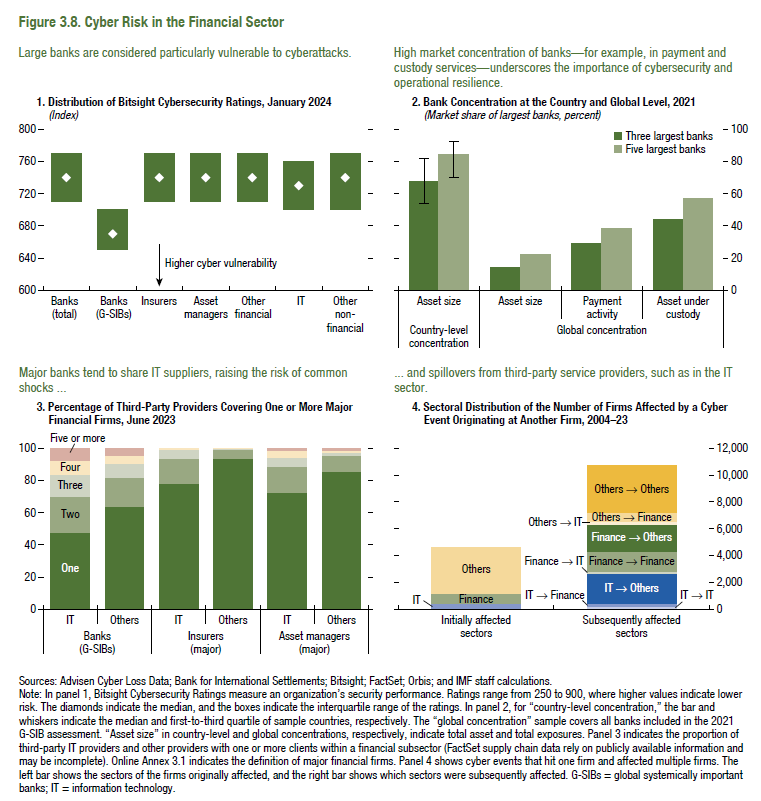 Figure 3.8. Cyber Risk in the Financial Sector
Large banks are considered particularly vulnerable to cyberattacks.
High market concentration of banks—for example, in payment and
custody services—underscores the importance of cybersecurity and
operational resilience.
1. Distribution of Bitsight Cybersecurity Ratings, January 2024
(Index)
800
760
720
680
640
600
Higher cyber vulnerability
Banks (total)
Banks (G-SIBs)
Insurers
Asset managers
Other financial
IT
Other non-financial
2. Bank Concentration at the Country and Global Level, 2021
(Market share of largest banks, percent)
Three largest banks
Five largest banks
100
80
60
40
20
0
Asset size
Asset size
Payment activity
Asset under custody
Country-level concentration
Global concentration
Major banks tend to share IT suppliers, raising the risk of common
shocks ...
... and spillovers from third-party service providers, such as in the IT
sector.
3. Percentage of Third-Party Providers Covering One or More Major
Financial Firms, June 2023
Five or more
100
80
60
40
20
0
Four
Three
Two
One
IT
Others
IT
Others
IT
Others
Banks (G-SIBs)
Insurers (major)
Asset managers (major)
4. Sectoral Distribution of the Number of Firms Affected by a Cyber
Event Originating at Another Firm, 2004–23
12,000
10,000
8,000
6,000
4,000
2,000
0
Others
Finance
IT
Others → Others
Others → Finance
Others → IT
Finance → Others
Finance → IT
Finance → Finance
IT → Others
IT → Finance
IT → IT
Initially affected sectors
Subsequently affected sectors
Sources: Advisen Cyber Loss Data; Bank for International Settlements; Bitsight; FactSet; Orbis; and IMF staff calculations.
Note: In panel 1, Bitsight Cybersecurity Ratings measure an organization's security performance. Ratings range from 250 to 900, where higher values indicate lower
risk. The diamonds indicate the median, and the boxes indicate the interquartile range of the ratings. In panel 2, for “country-level concentration,” the bar and
whiskers indicate the median and first-to-third quartile of sample countries, respectively. The “global concentration” sample covers all banks included in the 2021
G-SIB assessment. “Asset size” in country-level and global concentrations, respectively, indicate total asset and total exposures. Panel 3 indicates the proportion of
third-party IT providers and other providers with one or more clients within a financial subsector (FactSet supply chain data rely on publicly available information and
may be incomplete). Online Annex 3.1 indicates the definition of major financial firms. Panel 4 shows cyber events that hit one firm and affected multiple firms. The
left bar shows the sectors of the firms originally affected, and the right bar shows which sectors were subsequently affected. G-SIBs = global systemically important
banks; IT = information technology.